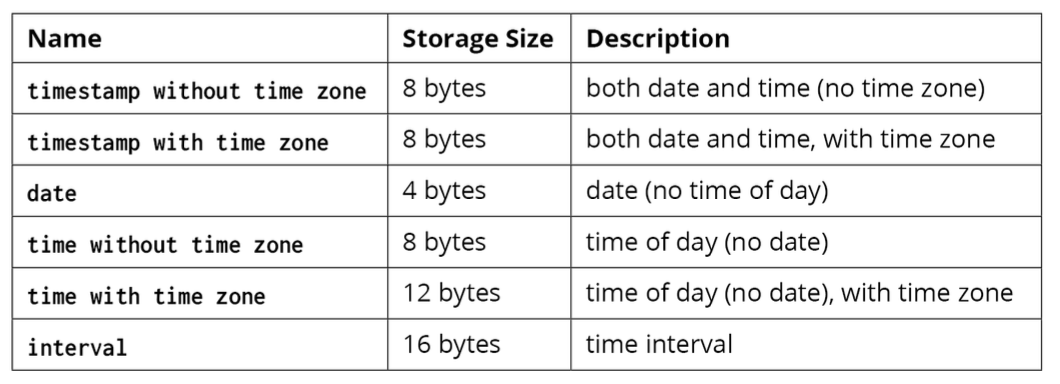 Name Storage Size Description
timestamp without time zone 8 bytes both date and time (no time zone)
timestamp with time zone 8 bytes both date and time, with time zone
date 4 bytes date (no time of day)
time without time zone 8 bytes time of day (no date)
time with time zone 12 bytes time of day (no date), with time zone
interval 16 bytes time interval